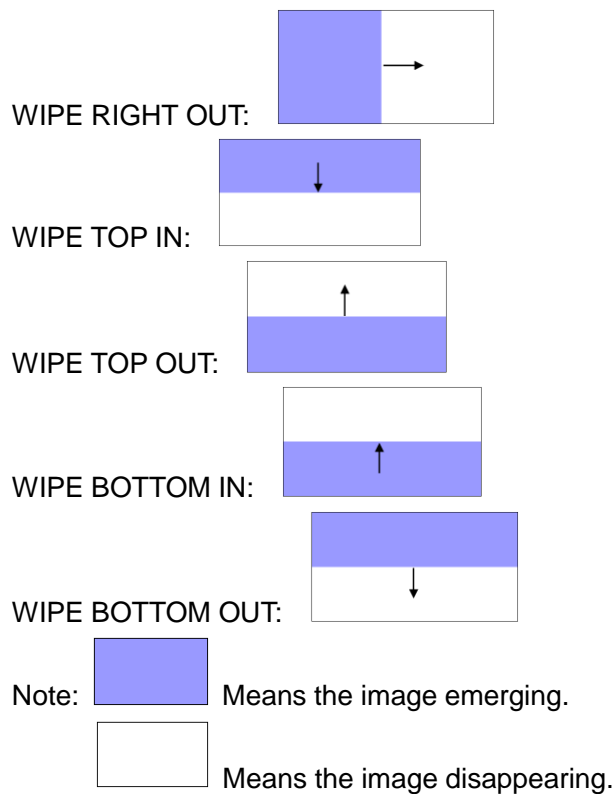 WIPE RIGHT OUT:
WIPE TOP IN:
WIPE TOP OUT:
WIPE BOTTOM IN:
WIPE BOTTOM OUT:
Note: Means the image emerging.
Means the image disappearing.